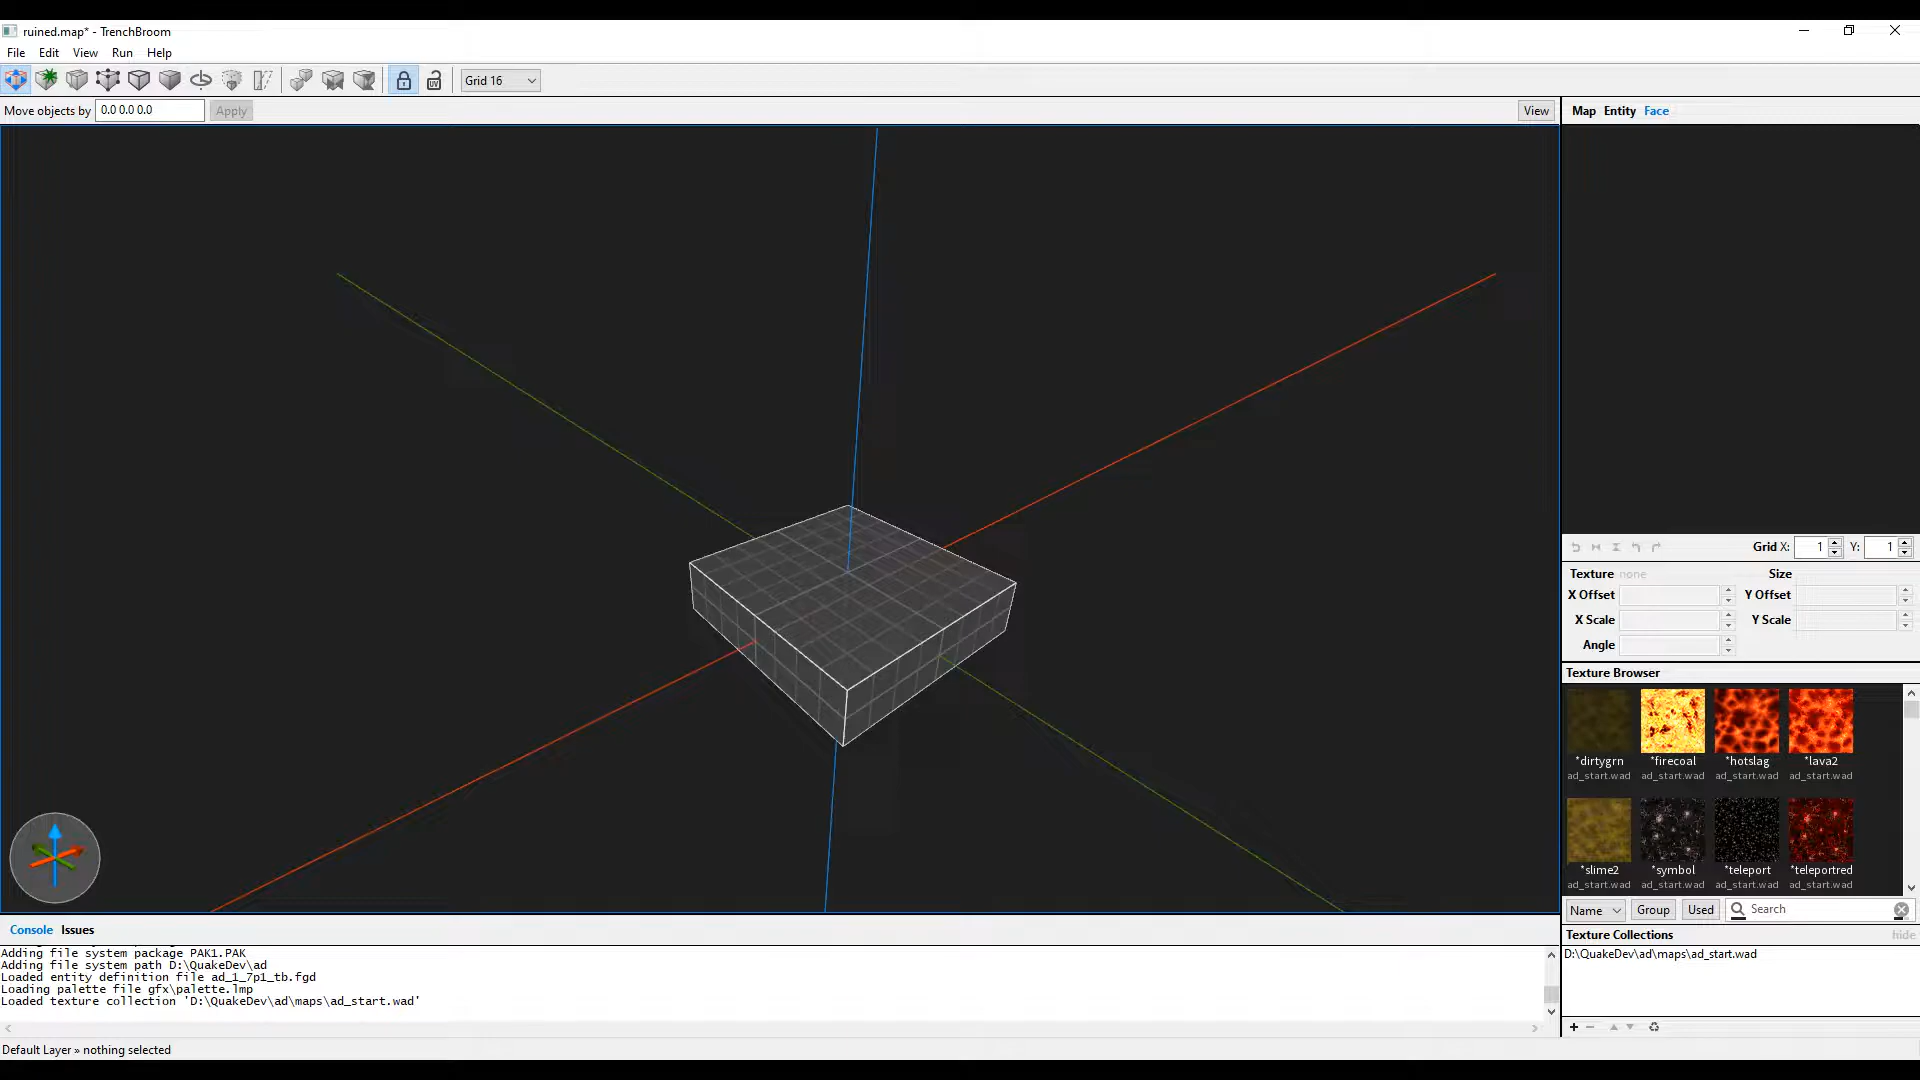 ruined.map* - TrenchBroom
File Edit View Run Help
Grid 16
Move objects by 0.0 0.0 0.0 Apply View
Map Entity Face
Grid X: 1 Y: 1
Texture none Size
X Offset Y Offset
X Scale Y Scale
Angle
Texture Browser
*dirtygrn *firecoal *hotslag *lava2
ad_start.wad ad_start.wad ad_start.wad ad_start.wad
*slime2 *symbol *teleport *teleportred
ad_start.wad ad_start.wad ad_start.wad ad_start.wad
Name Group Used Search
Texture Collections hide
D:\QuakeDev\ad\maps\ad_start.wad
Console Issues
Adding file system package PAK1.PAK
Adding file system path D:\QuakeDev\ad
Loaded entity definition file ad_1_7p1_tb.fgd
Loading palette file gfx\palette.lmp
Loaded texture collection 'D:\QuakeDev\ad\maps\ad_start.wad'
Default Layer » nothing selected